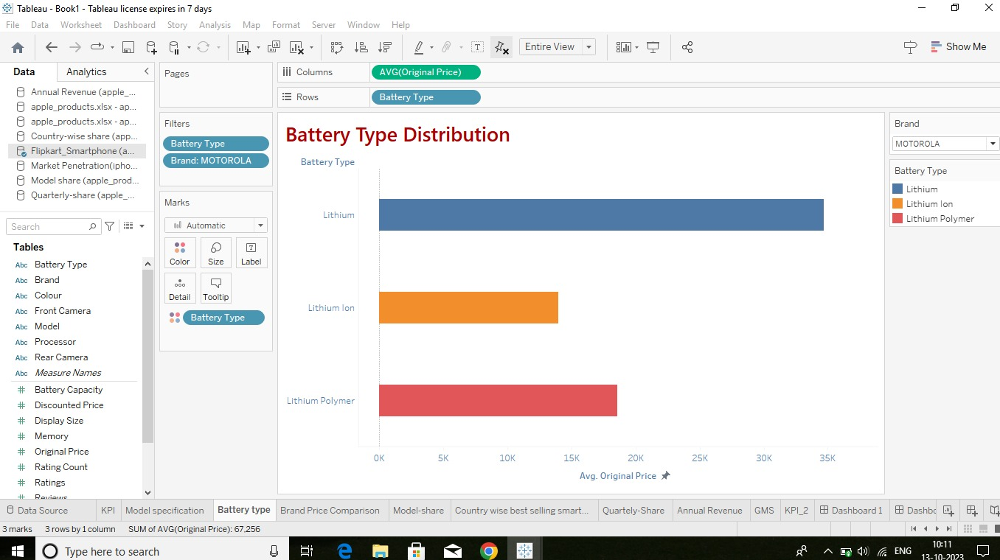 Tableau - Book1 - Tableau license expires in 7 days
File Data Worksheet Dashboard Story Analysis Map Format Server Window Help
Entire View
Show Me
Data Analytics
Annual Revenue (apple_...
apple_products.xlsx - ap...
apple_products.xlsx - ap...
Country-wise share (app...
Flipkart_Smartphone (a...
Market Penetration(ipho...
Model share (apple_prod...
Quarterly-share (apple_...
Search
Tables
Abc Battery Type
Abc Brand
Abc Colour
Abc Front Camera
Abc Model
Abc Processor
Abc Rear Camera
Abc Measure Names
# Battery Capacity
# Discounted Price
# Display Size
# Memory
# Original Price
# Rating Count
# Ratings
# Reviews
Pages
Filters
Battery Type
Brand: MOTOROLA
Marks
Automatic
Color Size Label
Detail Tooltip
Battery Type
Columns AVG(Original Price)
Rows Battery Type
Battery Type Distribution
Battery Type
Lithium
Lithium Ion
Lithium Polymer
0K 5K 10K 15K 20K 25K 30K 35K
Avg. Original Price
Brand
MOTOROLA
Battery Type
Lithium
Lithium Ion
Lithium Polymer
Data Source KPI Model specification Battery type Brand Price Comparison Model-share Country wise best selling smart... Quartely-Share Annual Revenue GMS KPI_2 Dashboard 1 Dashbc
3 marks 3 rows by 1 column SUM of AVG(Original Price): 67,256
Type here to search
ENG
10:11
13-10-2023